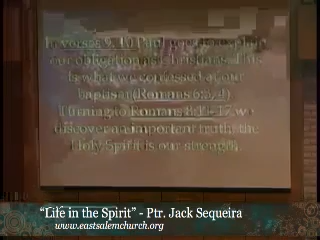 our obligation as Christians. This
is what we confessed at our
baptism (Romans 6:3,4)
Turning to Romans 8:14-17 we
discover an important truth: the
Holy Spirit is our strength.
“Life in the Spirit” - Ptr. Jack Sequeira
www.eastsalemchurch.org